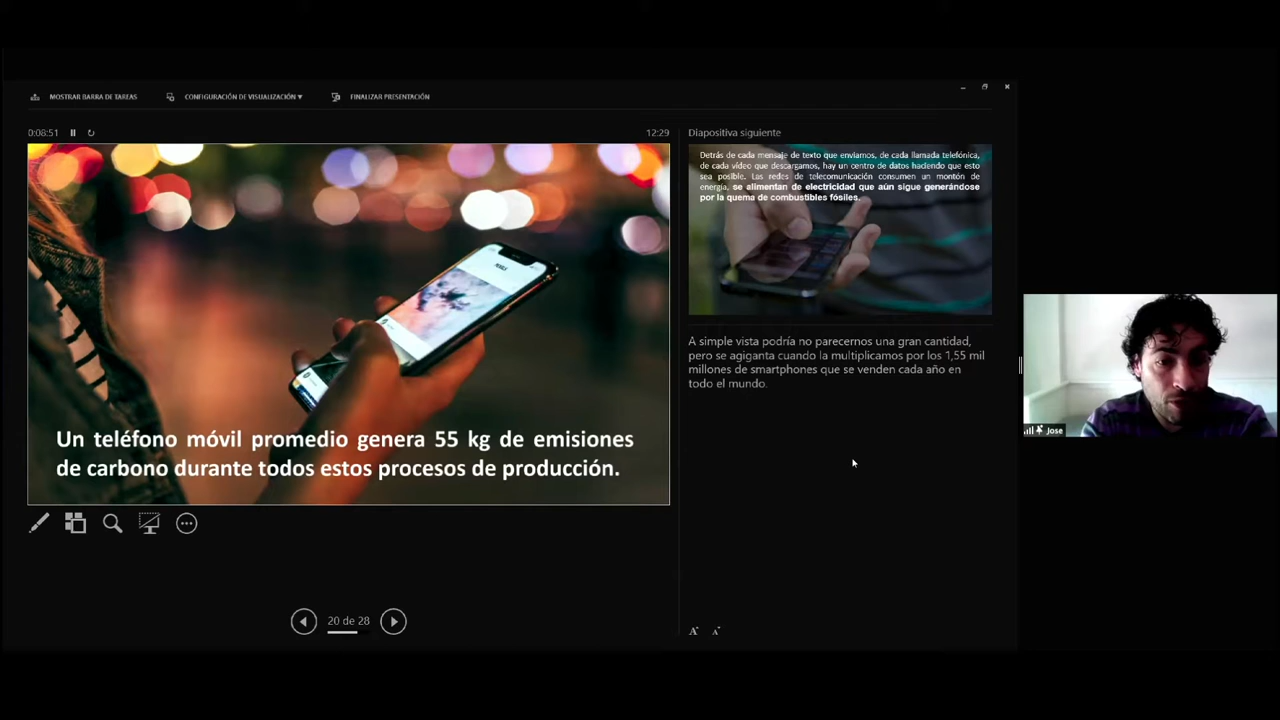 MOSTRAR BARRA DE TAREAS CONFIGURACIÓN DE VISUALIZACIÓN ▾ FINALIZAR PRESENTACIÓN
0:08:51 12:29
Un teléfono móvil promedio genera 55 kg de emisiones
de carbono durante todos estos procesos de producción.
20 de 28
Diapositiva siguiente
Detrás de cada mensaje de texto que enviamos, de cada llamada telefónica,
de cada vídeo que descargamos, hay un centro de datos haciendo que esto
sea posible. Las redes de telecomunicación consumen un montón de
energía, se alimentan de electricidad que aún sigue generándose
por la quema de combustibles fósiles.
A simple vista podría no parecernos una gran cantidad,
pero se agiganta cuando la multiplicamos por los 1,55 mil
millones de smartphones que se venden cada año en
todo el mundo.
A A
Jose